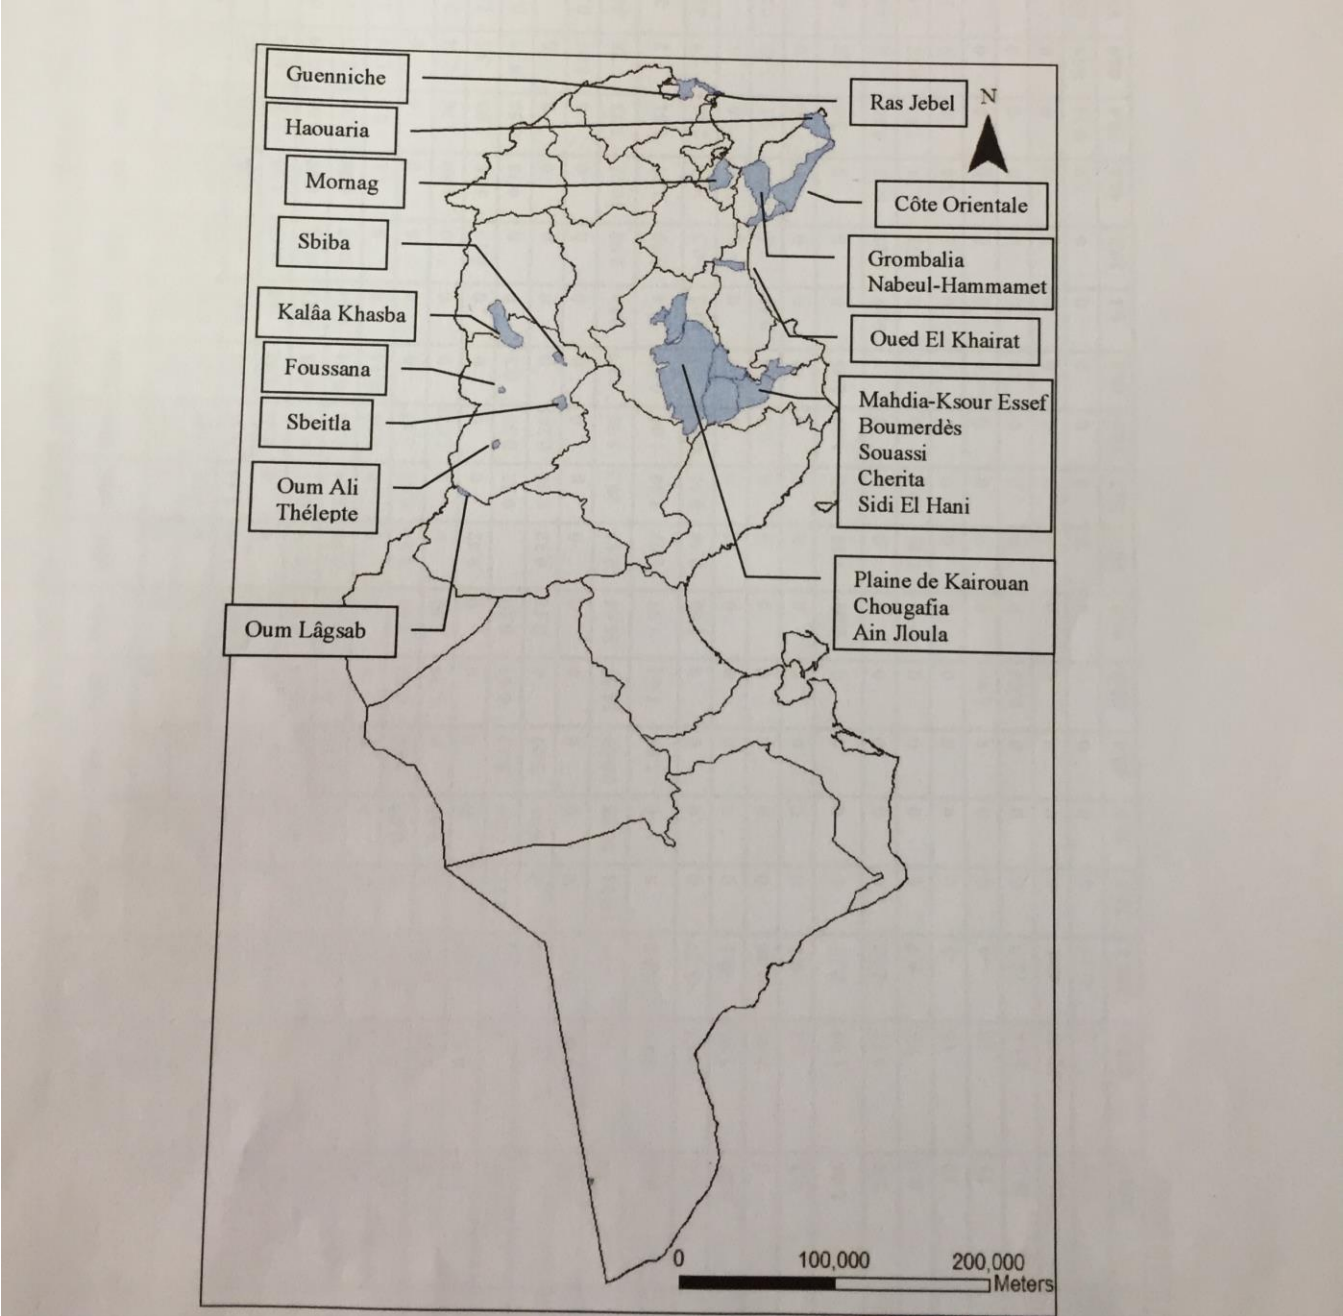 Guenniche
Ras Jebel
N
Haouaria
Mornag
Côte Orientale
Sbiba
Grombalia
Nabeul-Hammamet
Kalâa Khasba
Oued El Khairat
Foussana
Sbeitla
Mahdia-Ksour Essef
Boumerdès
Souassi
Cherita
Sidi El Hani
Oum Ali
Thélepte
Plaine de Kairouan
Chougafia
Ain Jloula
Oum Lâgsab
0 100,000 200,000
Meters